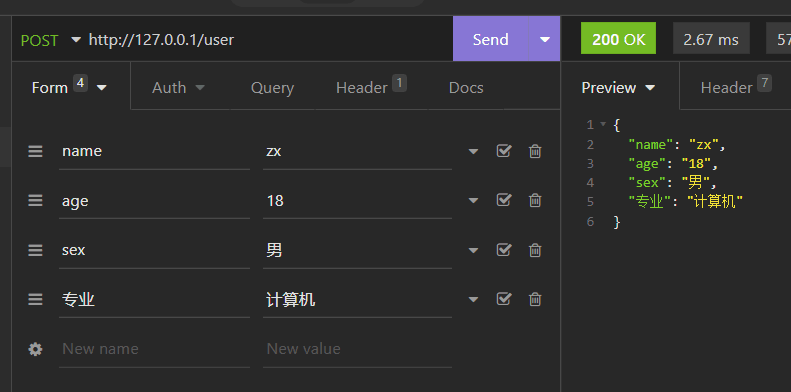 POST http://127.0.0.1/user Send 200 OK 2.67 ms 57
Form 4 Auth Query Header 1 Docs Preview Header 7
name zx
age 18
sex 男
专业 计算机
New name New value
1 {
2 "name": "zx",
3 "age": "18",
4 "sex": "男",
5 "专业": "计算机"
6 }